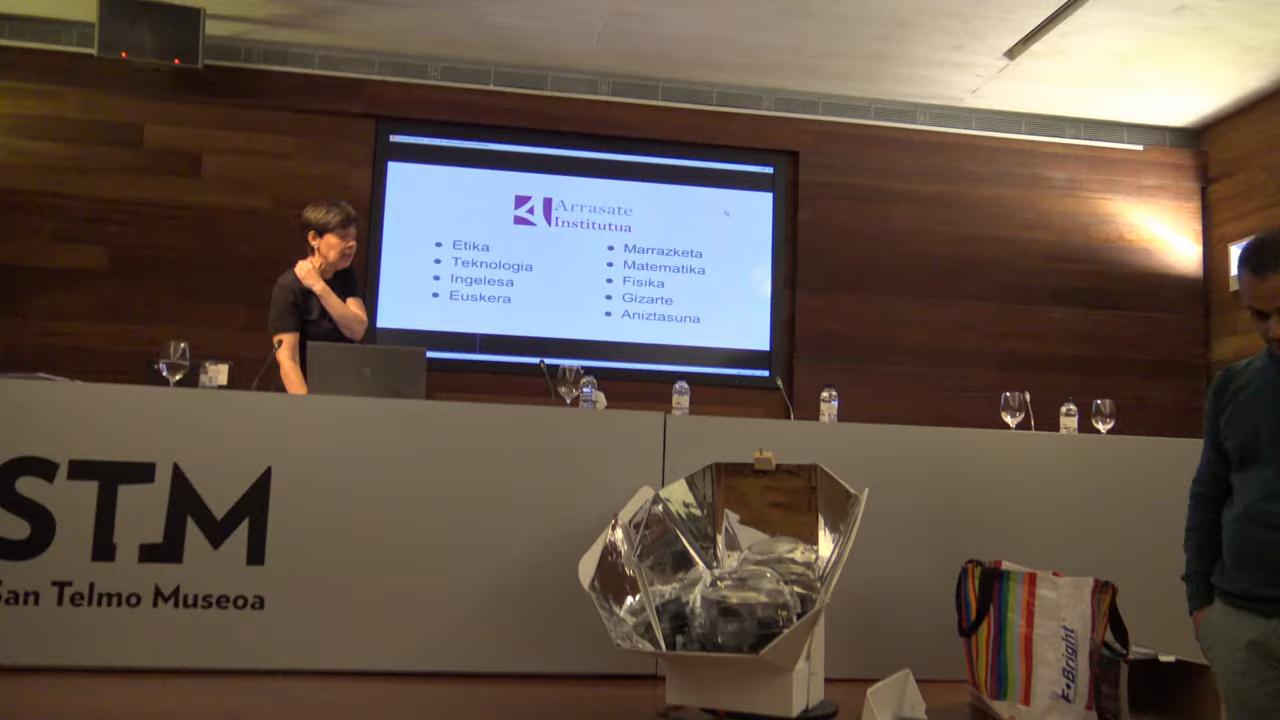 Arrasate
Institutua
Etika
Teknologia
Ingelesa
Euskera
Marrazketa
Matematika
Fisika
Gizarte
Aniztasuna
STM
San Telmo Museoa
F·Bright